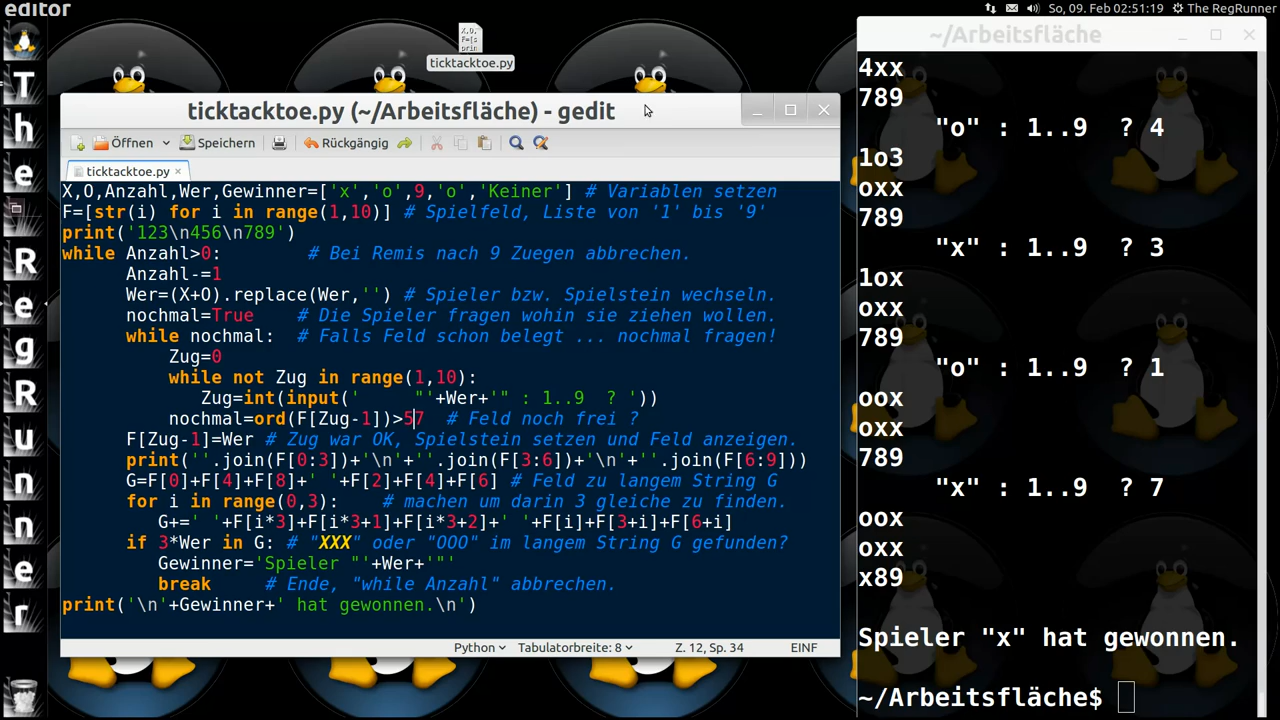 editor
So, 09. Feb 02:51:19 The RegRunner
The RegRunner
ticktacktoe.py
ticktacktoe.py (~/Arbeitsfläche) - gedit
Öffnen Speichern Rückgängig
ticktacktoe.py
X,O,Anzahl,Wer,Gewinner=['x','o',9,'o','Keiner'] # Variablen setzen
F=[str(i) for i in range(1,10)] # Spielfeld, Liste von '1' bis '9'
print('123\n456\n789')
while Anzahl>0:        # Bei Remis nach 9 Zuegen abbrechen.
      Anzahl-=1
      Wer=(X+O).replace(Wer,'') # Spieler bzw. Spielstein wechseln.
      nochmal=True    # Die Spieler fragen wohin sie ziehen wollen.
      while nochmal:  # Falls Feld schon belegt ... nochmal fragen!
          Zug=0
          while not Zug in range(1,10):
             Zug=int(input('     "'+Wer+'" : 1..9  ? '))
          nochmal=ord(F[Zug-1])>57  # Feld noch frei ?
      F[Zug-1]=Wer # Zug war OK, Spielstein setzen und Feld anzeigen.
      print(''.join(F[0:3])+'\n'+''.join(F[3:6])+'\n'+''.join(F[6:9]))
      G=F[0]+F[4]+F[8]+' '+F[2]+F[4]+F[6] # Feld zu langem String G
      for i in range(0,3):    # machen um darin 3 gleiche zu finden.
         G+=' '+F[i*3]+F[i*3+1]+F[i*3+2]+' '+F[i]+F[3+i]+F[6+i]
      if 3*Wer in G: # "XXX" oder "OOO" im langem String G gefunden?
         Gewinner='Spieler "'+Wer+'"'
         break     # Ende, "while Anzahl" abbrechen.
print('\n'+Gewinner+' hat gewonnen.\n')
Python Tabulatorbreite: 8 Z. 12, Sp. 34 EINF
~/Arbeitsfläche
4xx
789
     "o" : 1..9  ? 4
1o3
oxx
789
     "x" : 1..9  ? 3
1ox
oxx
789
     "o" : 1..9  ? 1
oox
oxx
789
     "x" : 1..9  ? 7
oox
oxx
x89
Spieler "x" hat gewonnen.
~/Arbeitsfläche$